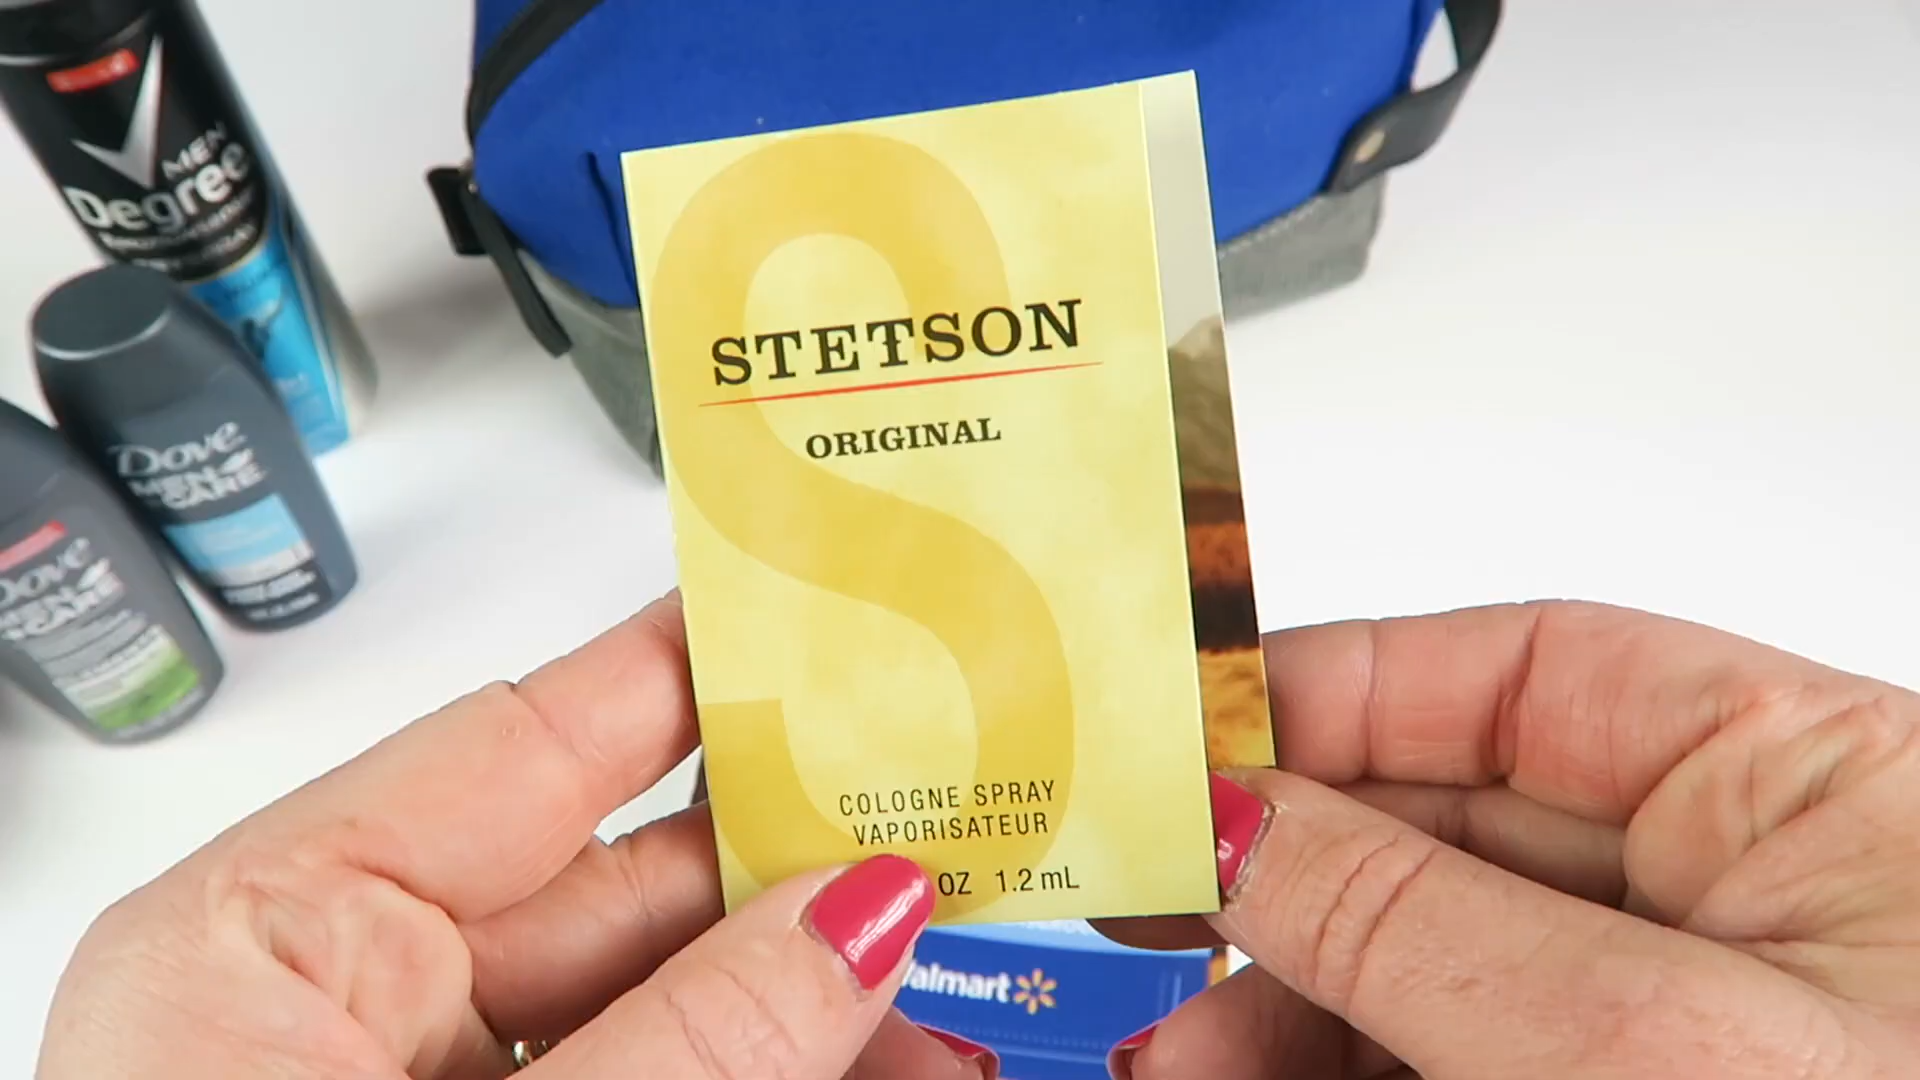 STETSON
ORIGINAL
COLOGNE SPRAY
VAPORISATEUR
OZ 1.2 mL
MEN
Degree
Dove
MEN
+CARE
Dove
MEN
+CARE
Walmart